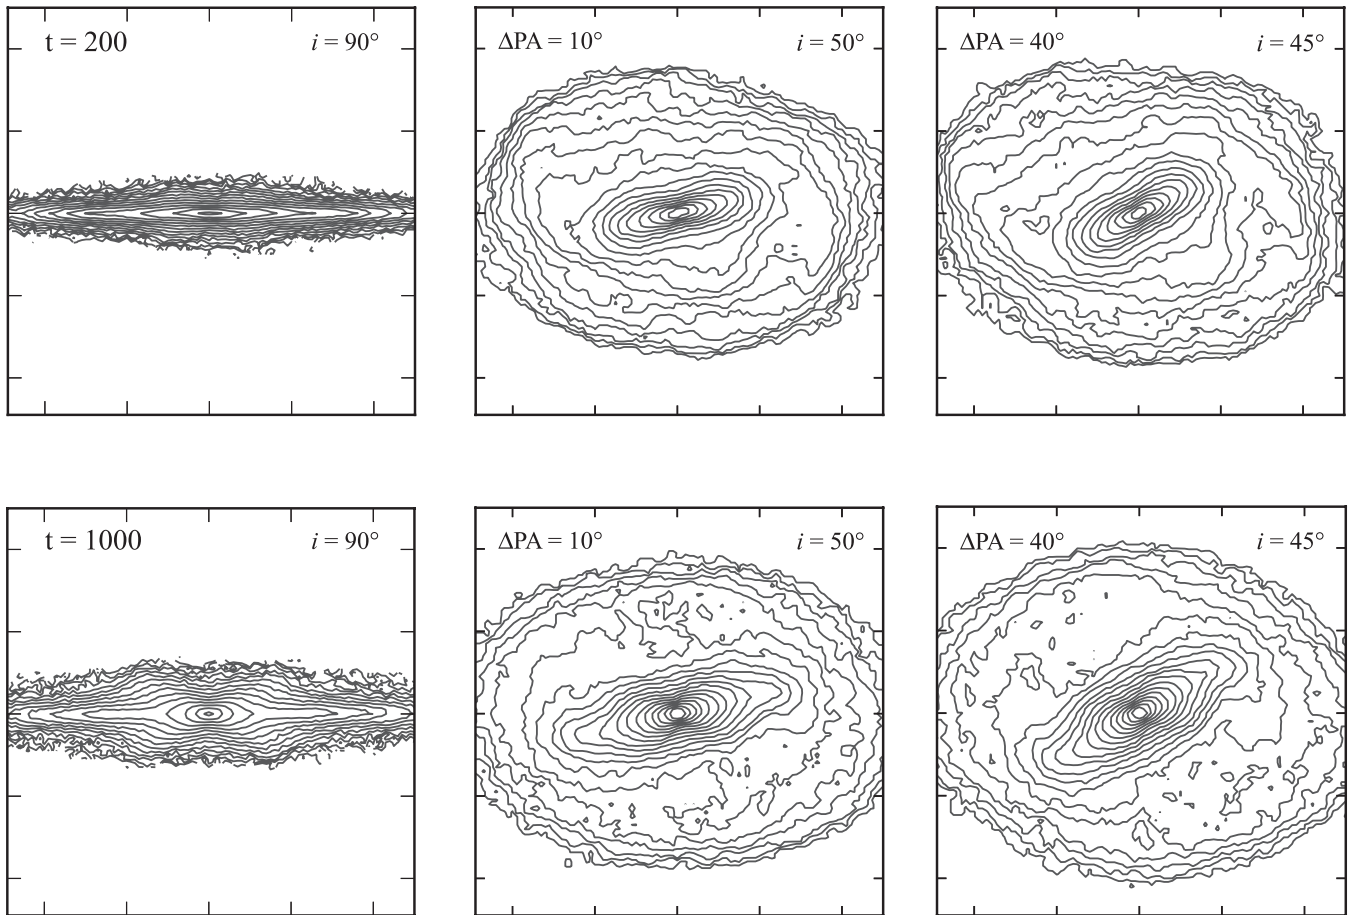 t = 200 i = 90°
ΔPA = 10° i = 50°
ΔPA = 40° i = 45°
t = 1000 i = 90°
ΔPA = 10° i = 50°
ΔPA = 40° i = 45°